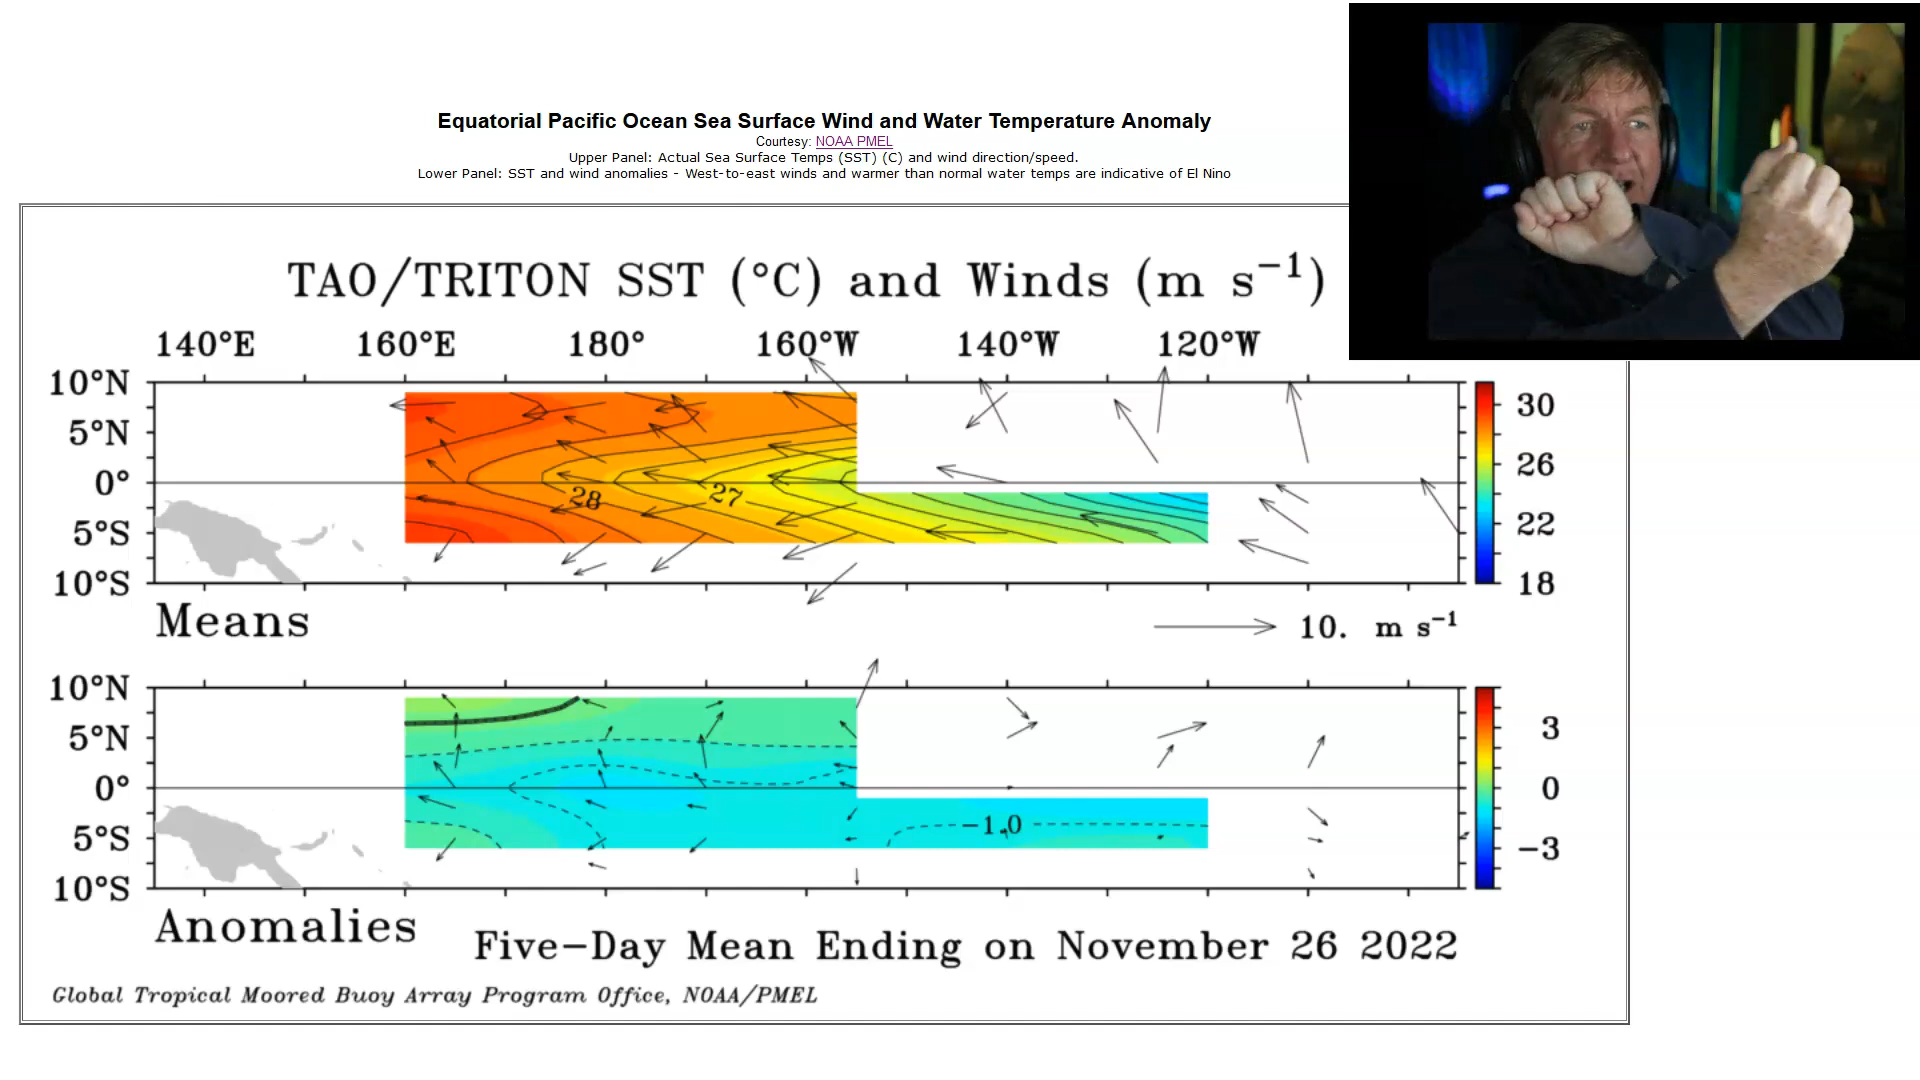 Equatorial Pacific Ocean Sea Surface Wind and Water Temperature Anomaly
Courtesy: NOAA PMEL
Upper Panel: Actual Sea Surface Temps (SST) (C) and wind direction/speed.
Lower Panel: SST and wind anomalies - West-to-east winds and warmer than normal water temps are indicative of El Nino
TAO/TRITON SST (°C) and Winds (m s⁻¹)
140°E 160°E 180° 160°W 140°W 120°W
10°N
5°N
0°
5°S
10°S
28
27
30
26
22
18
Means
10. m s⁻¹
10°N
5°N
0°
5°S
10°S
−1.0
3
0
−3
Anomalies
Five−Day Mean Ending on November 26 2022
Global Tropical Moored Buoy Array Program Office, NOAA/PMEL